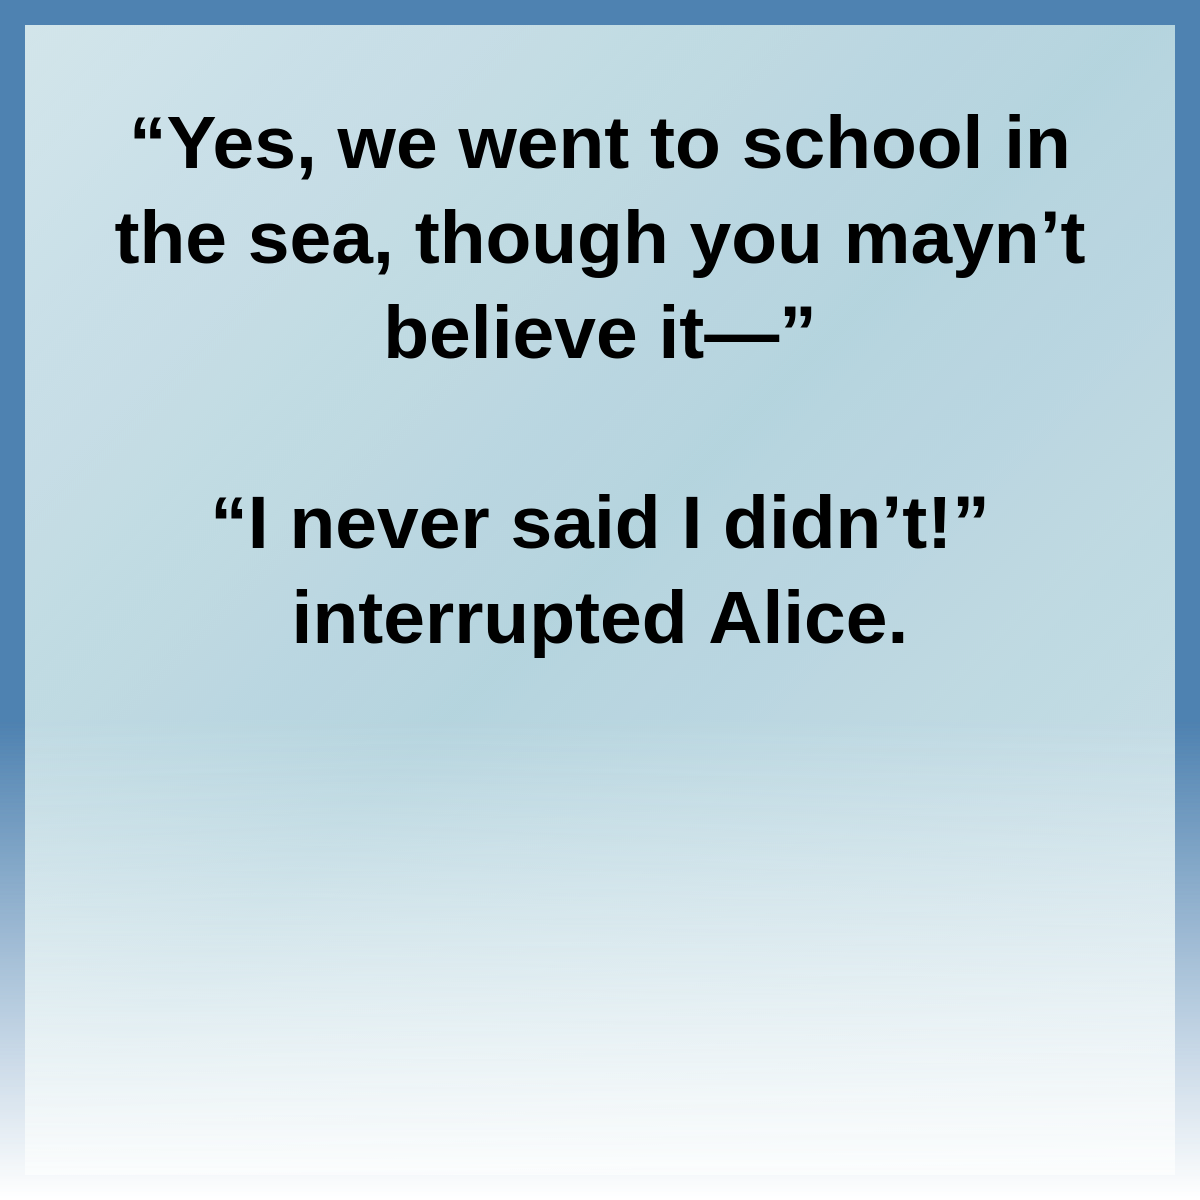 “Yes, we went to school in
the sea, though you mayn’t
believe it—”
“I never said I didn’t!”
interrupted Alice.